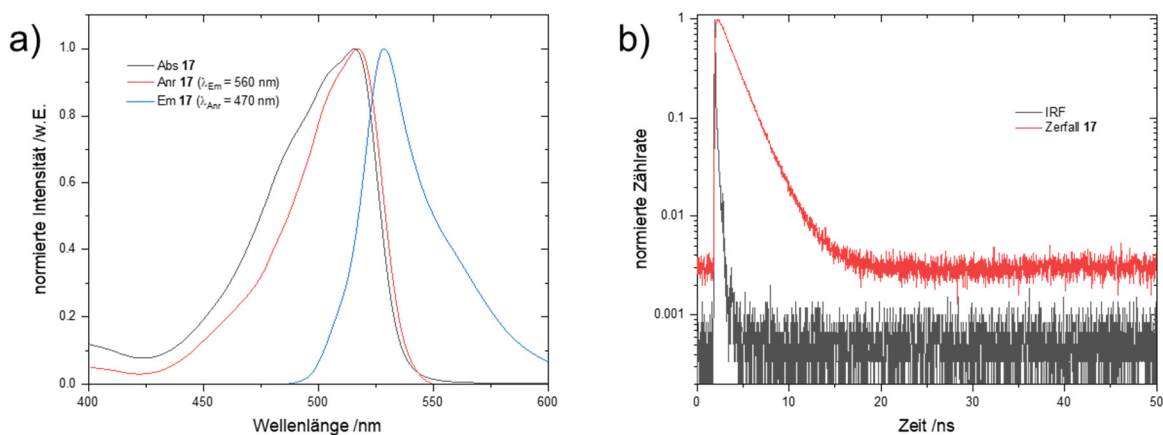 a)
Abs 17
Anr 17 (λEm = 560 nm)
Em 17 (λAnr = 470 nm)
normierte Intensität /w.E.
1.0
0.8
0.6
0.4
0.2
0.0
400
450
500
550
600
Wellenlänge /nm
b)
IRF
Zerfall 17
normierte Zählrate
1
0.1
0.01
0.001
0
10
20
30
40
50
Zeit /ns